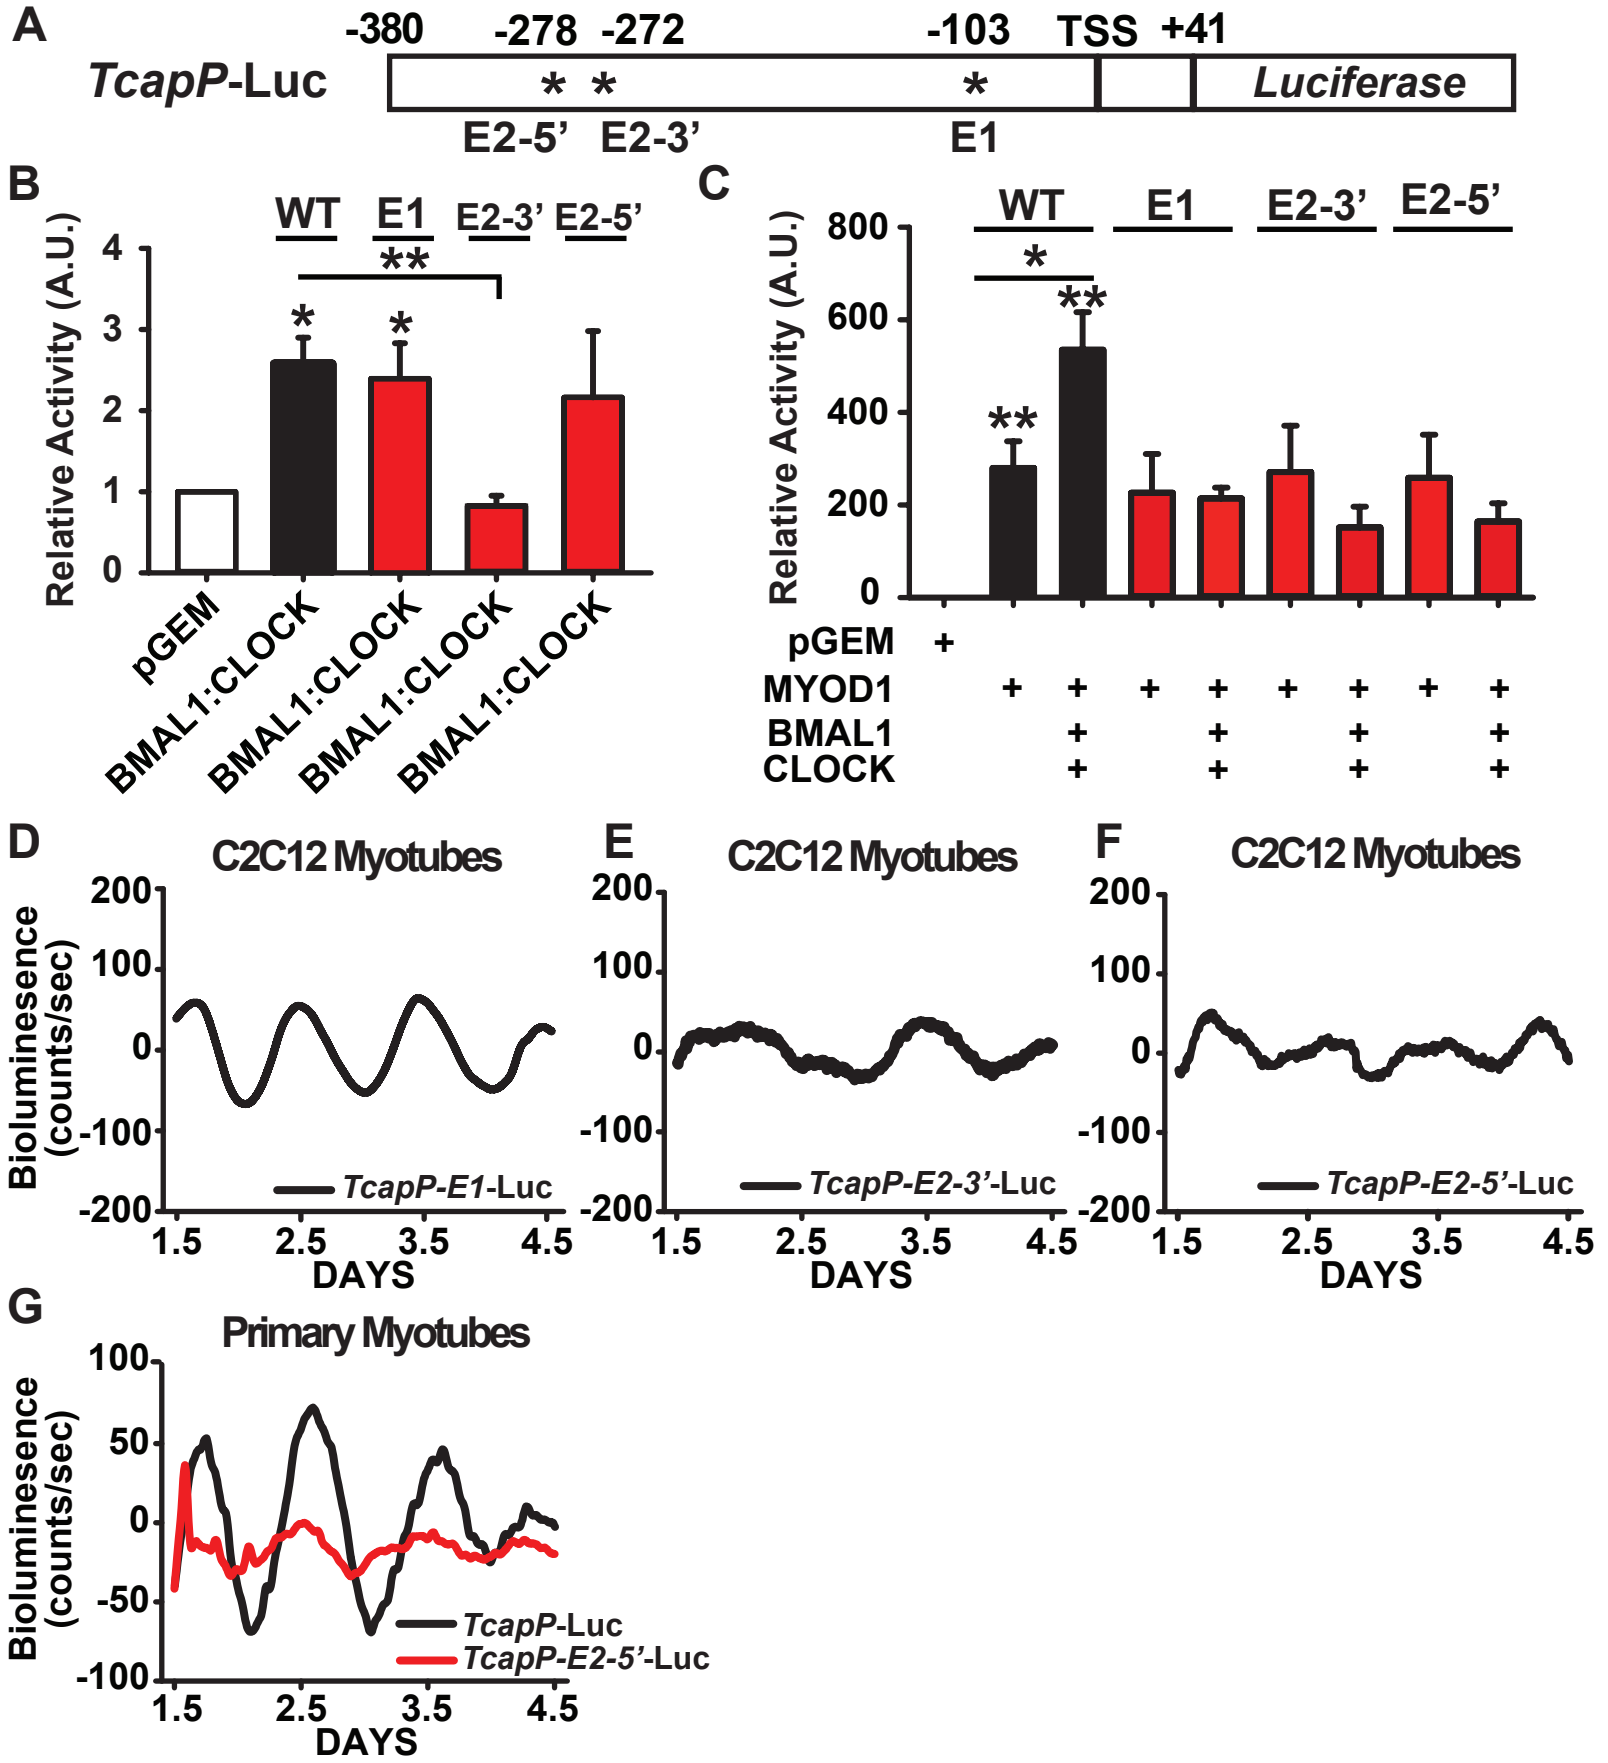 A
-380 -278 -272 -103 TSS +41
TcapP-Luc * * * Luciferase
E2-5’ E2-3’ E1
B
WT E1 E2-3’ E2-5’
**
* *
Relative Activity (A.U.)
4
3
2
1
0
pGEM
BMAL1:CLOCK
BMAL1:CLOCK
BMAL1:CLOCK
BMAL1:CLOCK
C
WT E1 E2-3’ E2-5’
*
**
**
Relative Activity (A.U.)
800
600
400
200
0
pGEM +
MYOD1 + + + + + + + +
BMAL1 + + + +
CLOCK + + + +
D
C2C12 Myotubes
Bioluminesence
(counts/sec)
200
100
0
-100
-200
TcapP-E1-Luc
1.5 2.5 3.5 4.5
DAYS
E
C2C12 Myotubes
200
100
0
-100
-200
TcapP-E2-3’-Luc
1.5 2.5 3.5 4.5
DAYS
F
C2C12 Myotubes
200
100
0
-100
-200
TcapP-E2-5’-Luc
1.5 2.5 3.5 4.5
DAYS
G
Primary Myotubes
Bioluminesence
(counts/sec)
100
50
0
-50
-100
TcapP-Luc
TcapP-E2-5’-Luc
1.5 2.5 3.5 4.5
DAYS